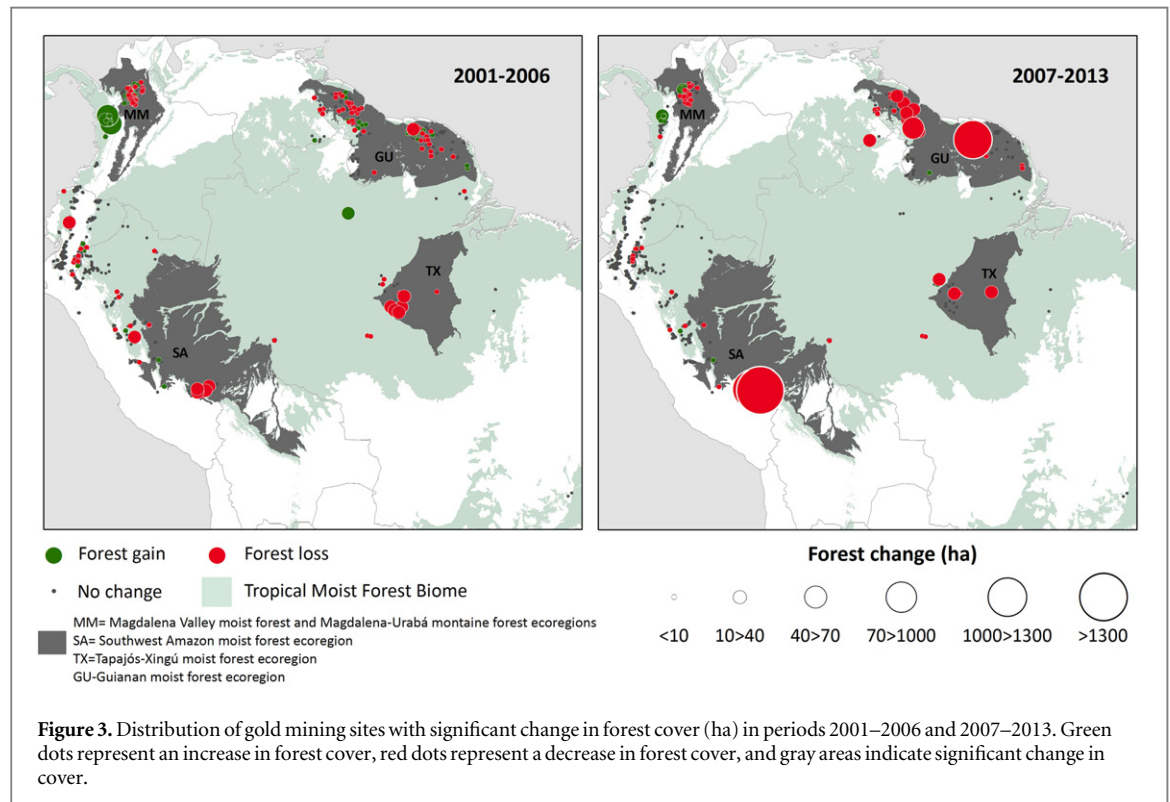 2001-2006
MM
GU
TX
SA
2007-2013
MM
GU
TX
SA
Forest gain
Forest loss
No change
Tropical Moist Forest Biome
MM= Magdalena Valley moist forest and Magdalena-Urabá montaine forest ecoregions
SA= Southwest Amazon moist forest ecoregion
TX=Tapajós-Xingú moist forest ecoregion
GU-Guianan moist forest ecoregion
Forest change (ha)
<10 10>40 40>70 70>1000 1000>1300 >1300
Figure 3. Distribution of gold mining sites with significant change in forest cover (ha) in periods 2001–2006 and 2007–2013. Green
dots represent an increase in forest cover, red dots represent a decrease in forest cover, and gray areas indicate significant change in
cover.